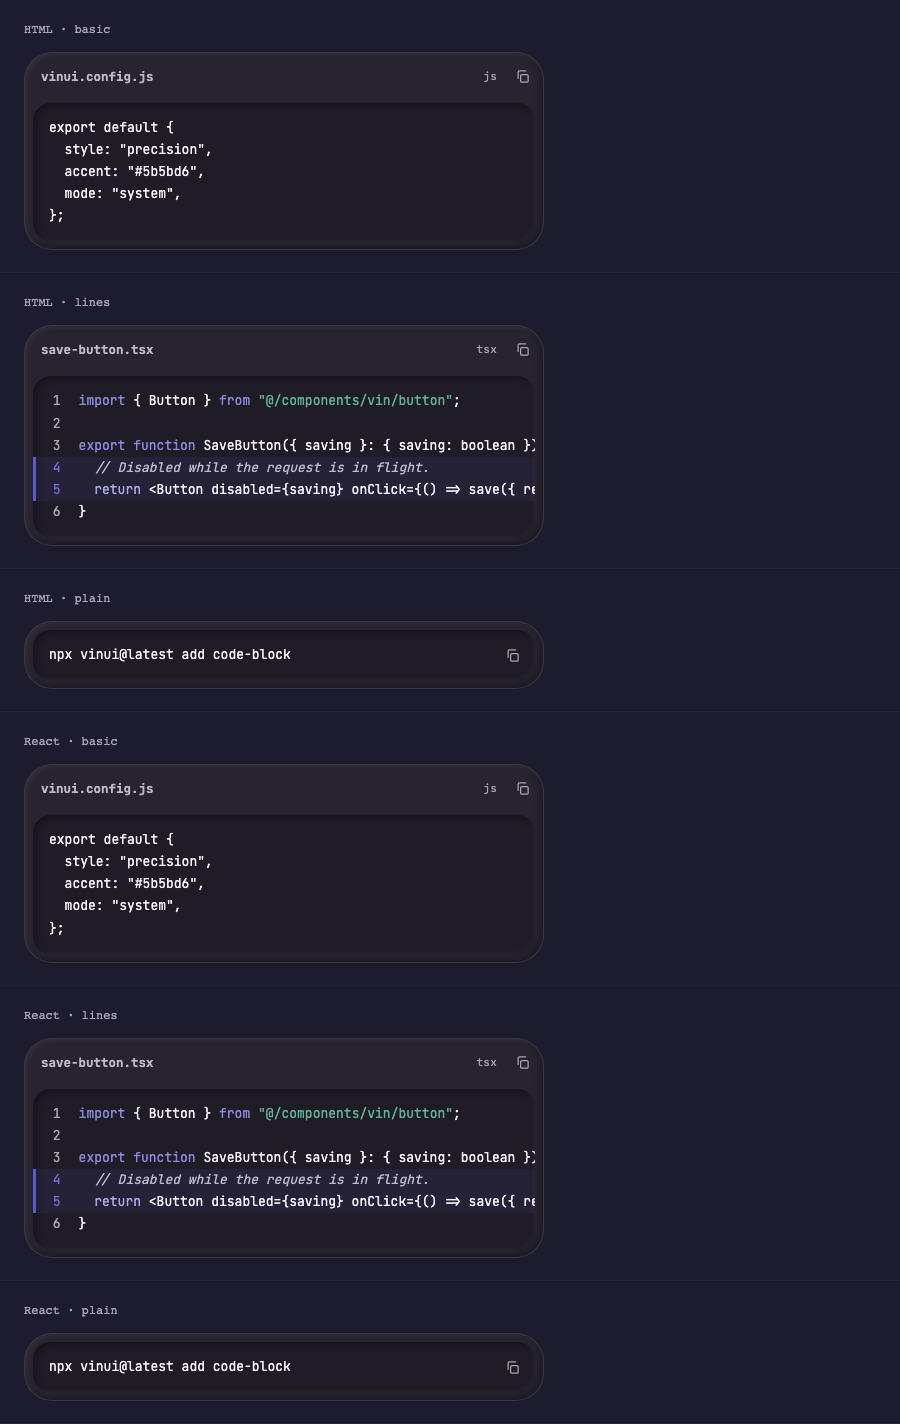 HTML · basic
vinui.config.js js
export default {
  style: "precision",
  accent: "#5b5bd6",
  mode: "system",
};
HTML · lines
save-button.tsx tsx
1 import { Button } from "@/components/vin/button";
2
3 export function SaveButton({ saving }: { saving: boolean })
4   // Disabled while the request is in flight.
5   return <Button disabled={saving} onClick={() => save({ re
6 }
HTML · plain
npx vinui@latest add code-block
React · basic
vinui.config.js js
export default {
  style: "precision",
  accent: "#5b5bd6",
  mode: "system",
};
React · lines
save-button.tsx tsx
1 import { Button } from "@/components/vin/button";
2
3 export function SaveButton({ saving }: { saving: boolean })
4   // Disabled while the request is in flight.
5   return <Button disabled={saving} onClick={() => save({ re
6 }
React · plain
npx vinui@latest add code-block